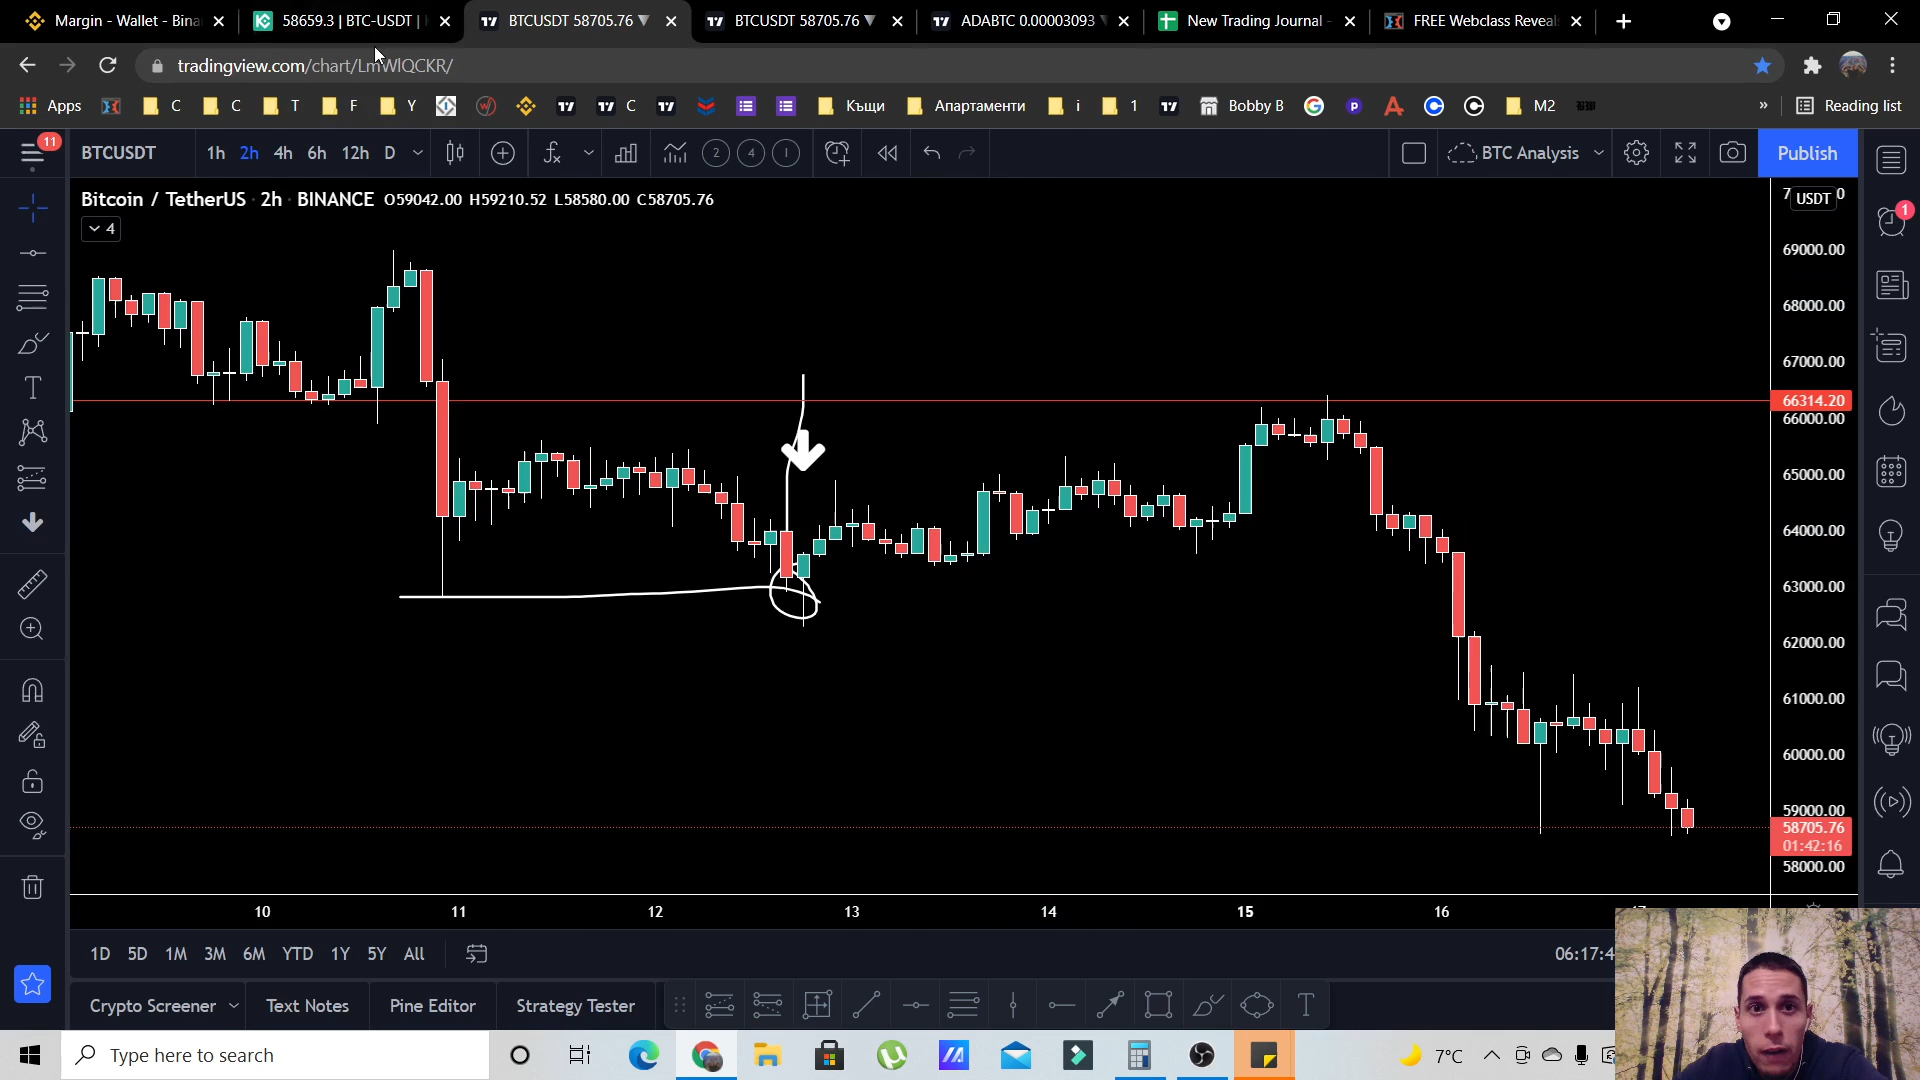 Margin - Wallet - Bina
58659.3 | BTC-USDT |
BTCUSDT 58705.76 ▼
BTCUSDT 58705.76 ▼
ADABTC 0.00003093
New Trading Journal -
FREE Webclass Reveal
tradingview.com/chart/LmWlQCKR/
Apps
C
C
T
F
Y
C
Къщи
Апартаменти
i
1
Bobby B
M2
»
Reading list
11
BTCUSDT
1h 2h 4h 6h 12h D
2 4 1
BTC Analysis
Publish
Bitcoin / TetherUS · 2h · BINANCE O59042.00 H59210.52 L58580.00 C58705.76
4
USDT
1
69000.00
68000.00
67000.00
66314.20
66000.00
65000.00
64000.00
63000.00
62000.00
61000.00
60000.00
59000.00
58705.76
01:42:16
58000.00
10 11 12 13 14 15 16
1D 5D 1M 3M 6M YTD 1Y 5Y All
06:17:4
Crypto Screener
Text Notes
Pine Editor
Strategy Tester
Type here to search
7°C